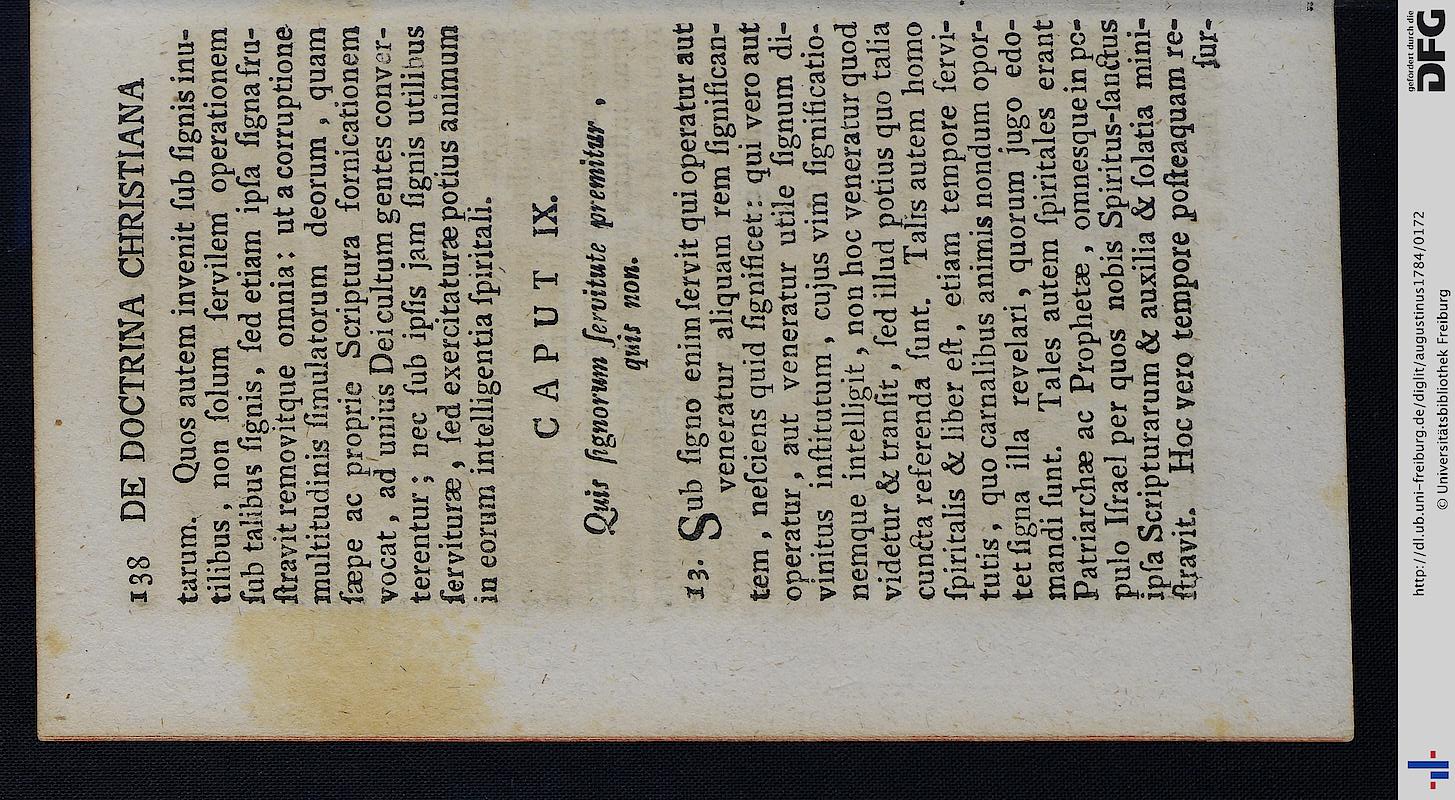 138 DE DOCTRINA CHRISTIANA
tarum. Quos autem invenit ſub ſignis inu-
tilibus, non ſolum ſervilem operationem
ſub talibus ſignis, ſed etiam ipſa ſigna fru-
ſtravit removitque omnia: ut a corruptione
multitudinis ſimulatorum deorum, quam
ſæpe ac proprie Scriptura fornicationem
vocat, ad unius Dei cultum gentes conver-
terentur; nec ſub ipſis jam ſignis utilibus
ſervituræ, ſed exercitaturæ potius animum
in eorum intelligentia ſpiritali.
CAPUT IX.
Quis ſignorum ſervitute premitur,
quis non.
13. Sub ſigno enim ſervit qui operatur aut
veneratur aliquam rem ſignifican-
tem, neſciens quid ſignificet: qui vero aut
operatur, aut veneratur utile ſignum di-
vinitus inſtitutum, cujus vim ſignificatio-
nemque intelligit, non hoc veneratur quod
videtur & tranſit, ſed illud potius quo talia
cuncta referenda ſunt. Talis autem homo
ſpiritalis & liber eſt, etiam tempore ſervi-
tutis, quo carnalibus animis nondum opor-
tet ſigna illa revelari, quorum jugo edo-
mandi ſunt. Tales autem ſpiritales erant
Patriarchæ ac Prophetæ, omnesque in po-
pulo Iſrael per quos nobis Spiritus-ſanctus
ipſa Scripturarum & auxilia & ſolatia mini-
ſtravit. Hoc vero tempore poſteaquam re-
ſur-
http://dl.ub.uni-freiburg.de/diglit/augustinus1784/0172
© Universitätsbibliothek Freiburg
gefördert durch die
DFG